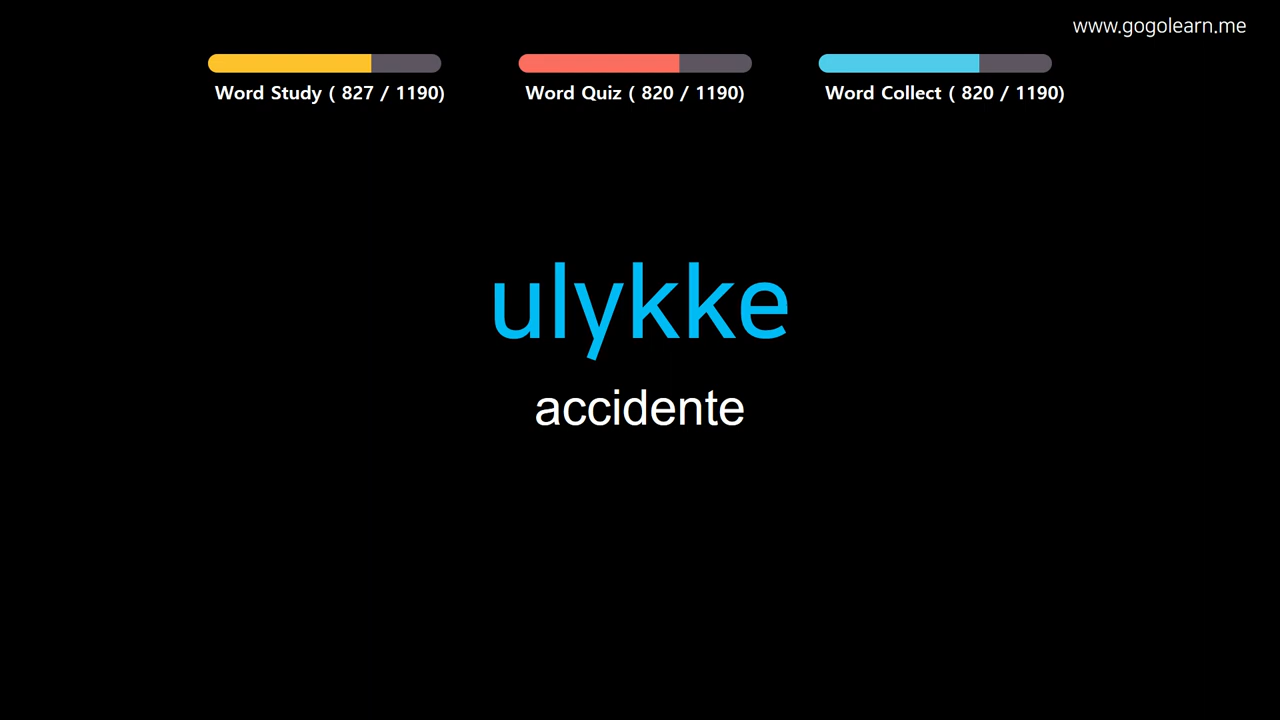 www.gogolearn.me
Word Study ( 827 / 1190)
Word Quiz ( 820 / 1190)
Word Collect ( 820 / 1190)
ulykke
accidente